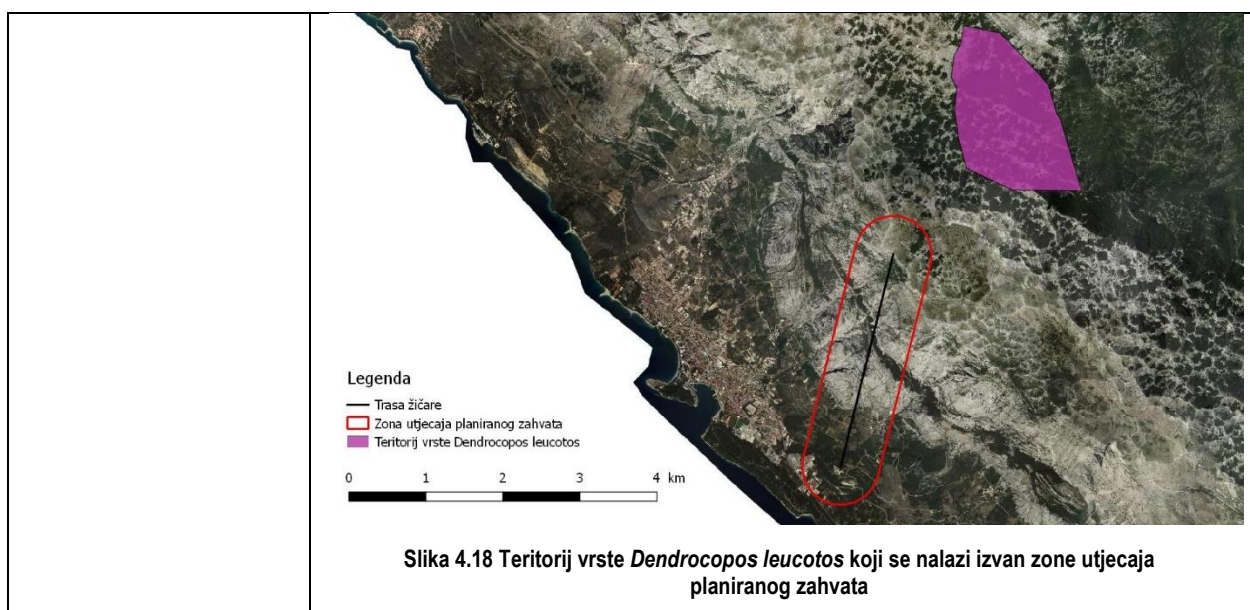 Legenda
Trasa žičare
Zona utjecaja planiranog zahvata
Teritorij vrste Dendrocopos leucotos
0 1 2 3 4 km
Slika 4.18 Teritorij vrste Dendrocopos leucotos koji se nalazi izvan zone utjecaja
planiranog zahvata